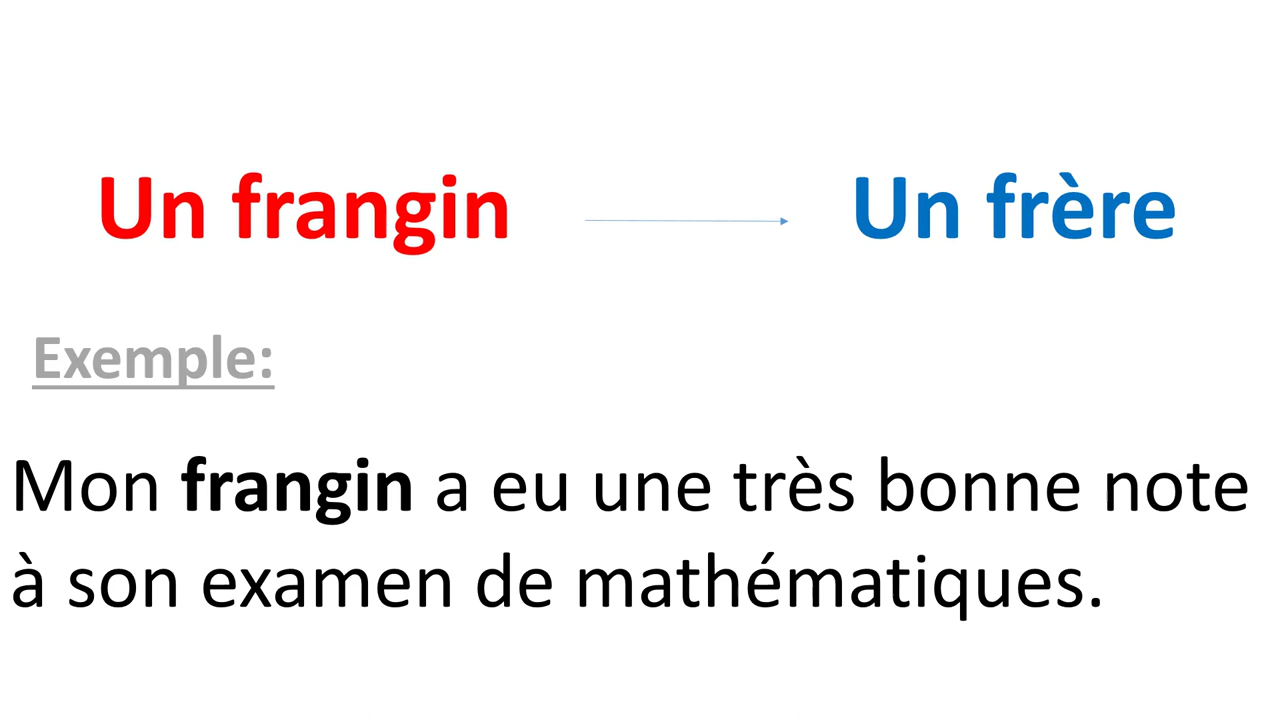 Un frangin Un frère
Exemple:
Mon frangin a eu une très bonne note
à son examen de mathématiques.